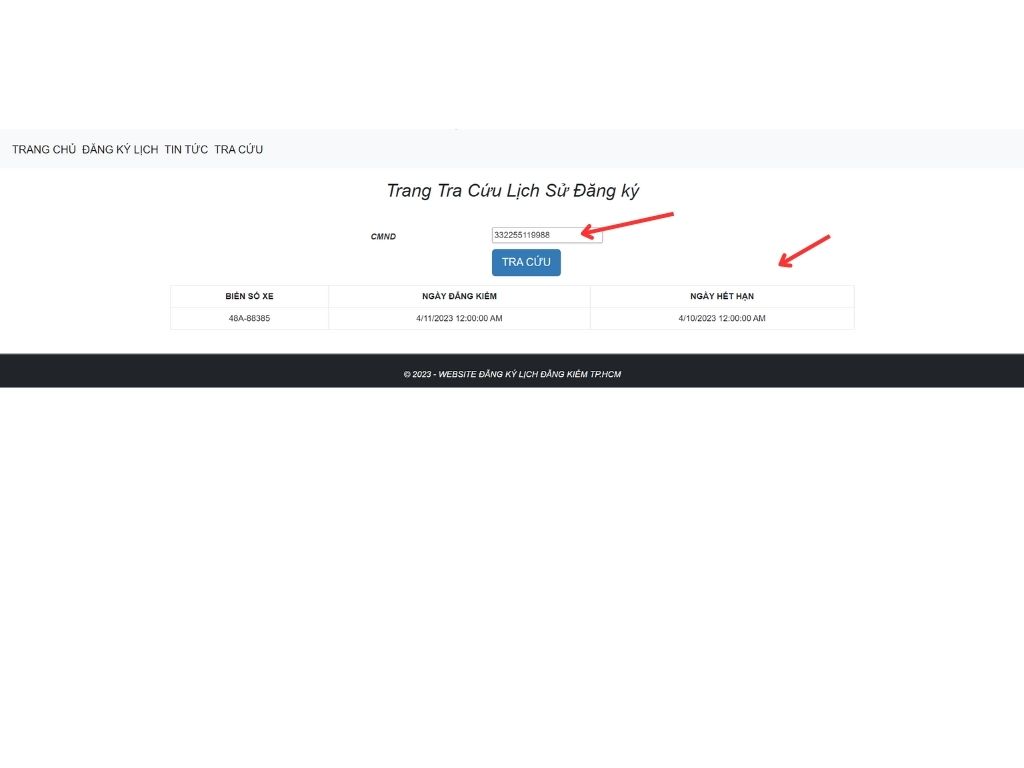 TRANG CHỦ ĐĂNG KÝ LỊCH TIN TỨC TRA CỨU
Trang Tra Cứu Lịch Sử Đăng ký
CMND 332255119988
TRA CỨU
BIỂN SỐ XE NGÀY ĐĂNG KIỂM NGÀY HẾT HẠN
48A-88385 4/11/2023 12:00:00 AM 4/10/2023 12:00:00 AM
© 2023 - WEBSITE ĐĂNG KÝ LỊCH ĐĂNG KIỂM TP.HCM